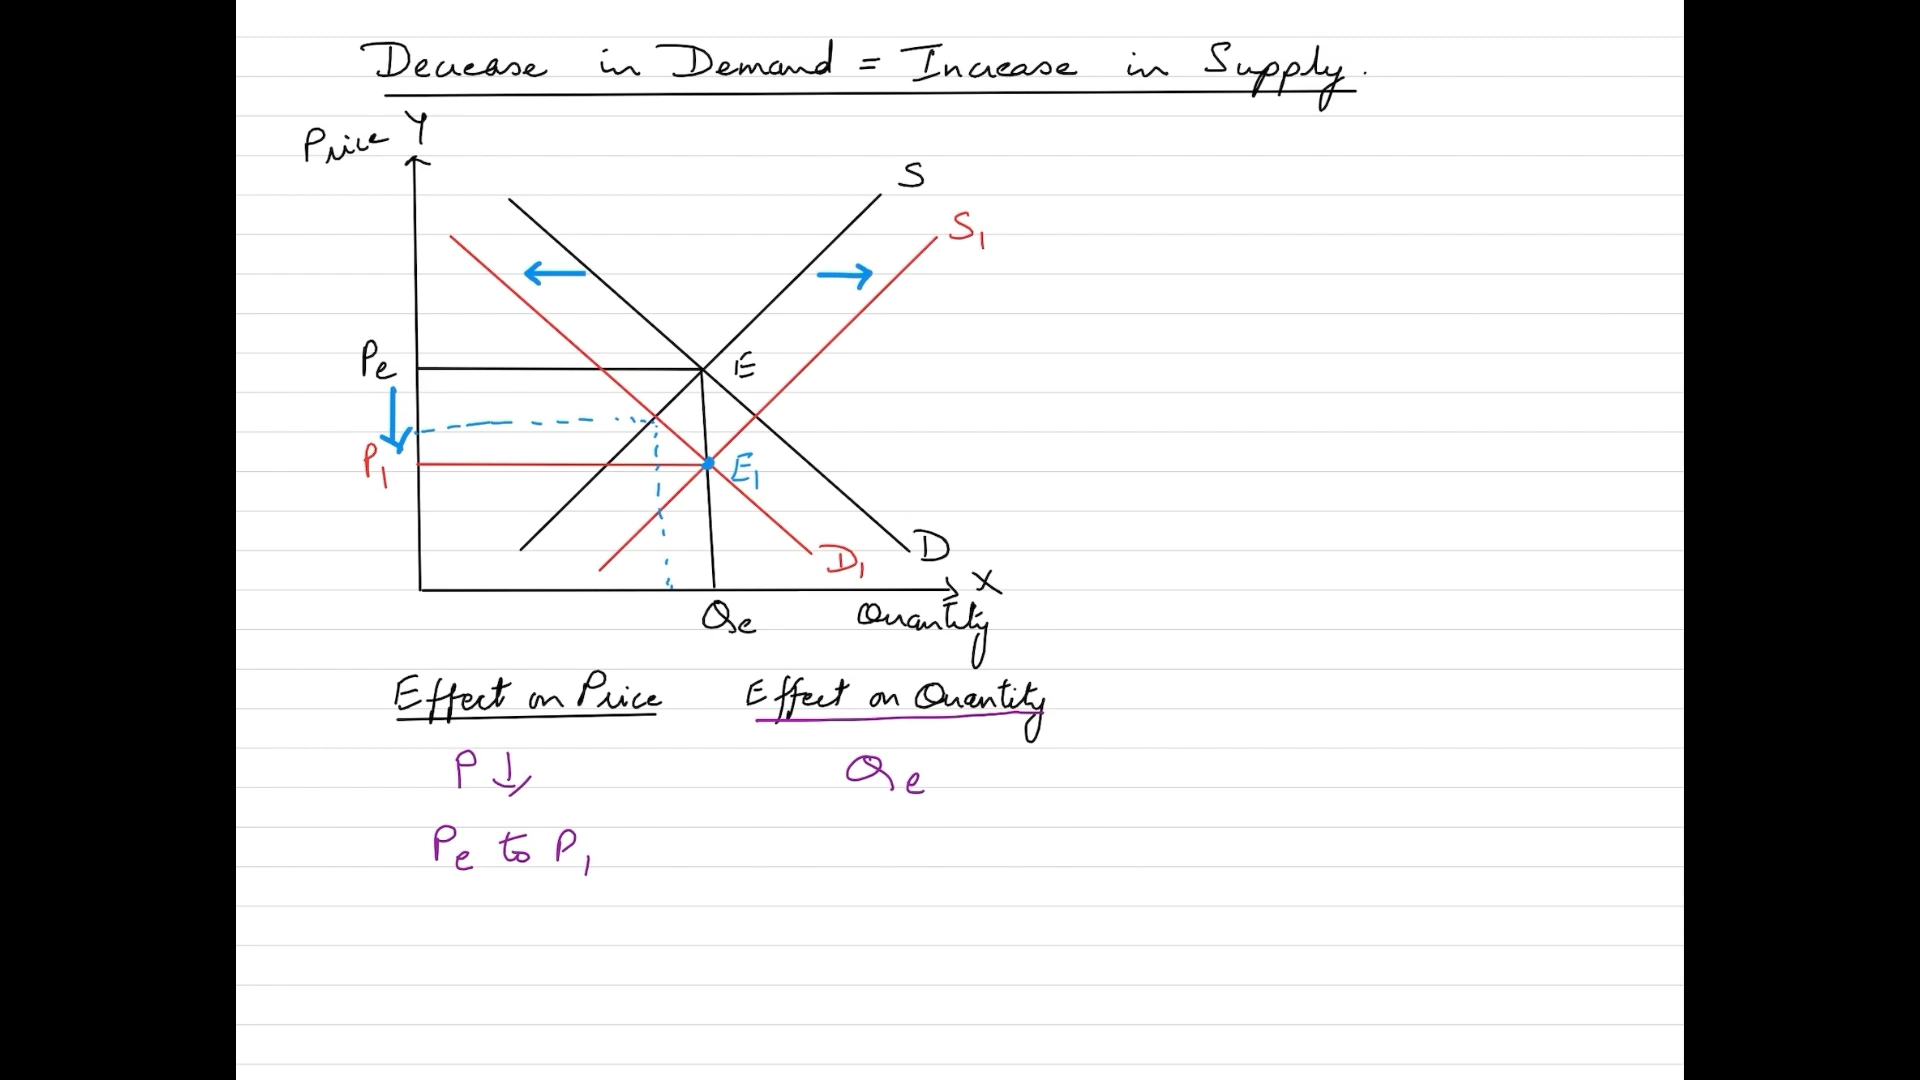 Decrease in Demand = Increase in Supply.
Price Y
S
S1
Pe
E
P1
E1
D1
D
X
Qe
Quantity
Effect on Price
Effect on Quantity
P↓
Qe
Pe to P1